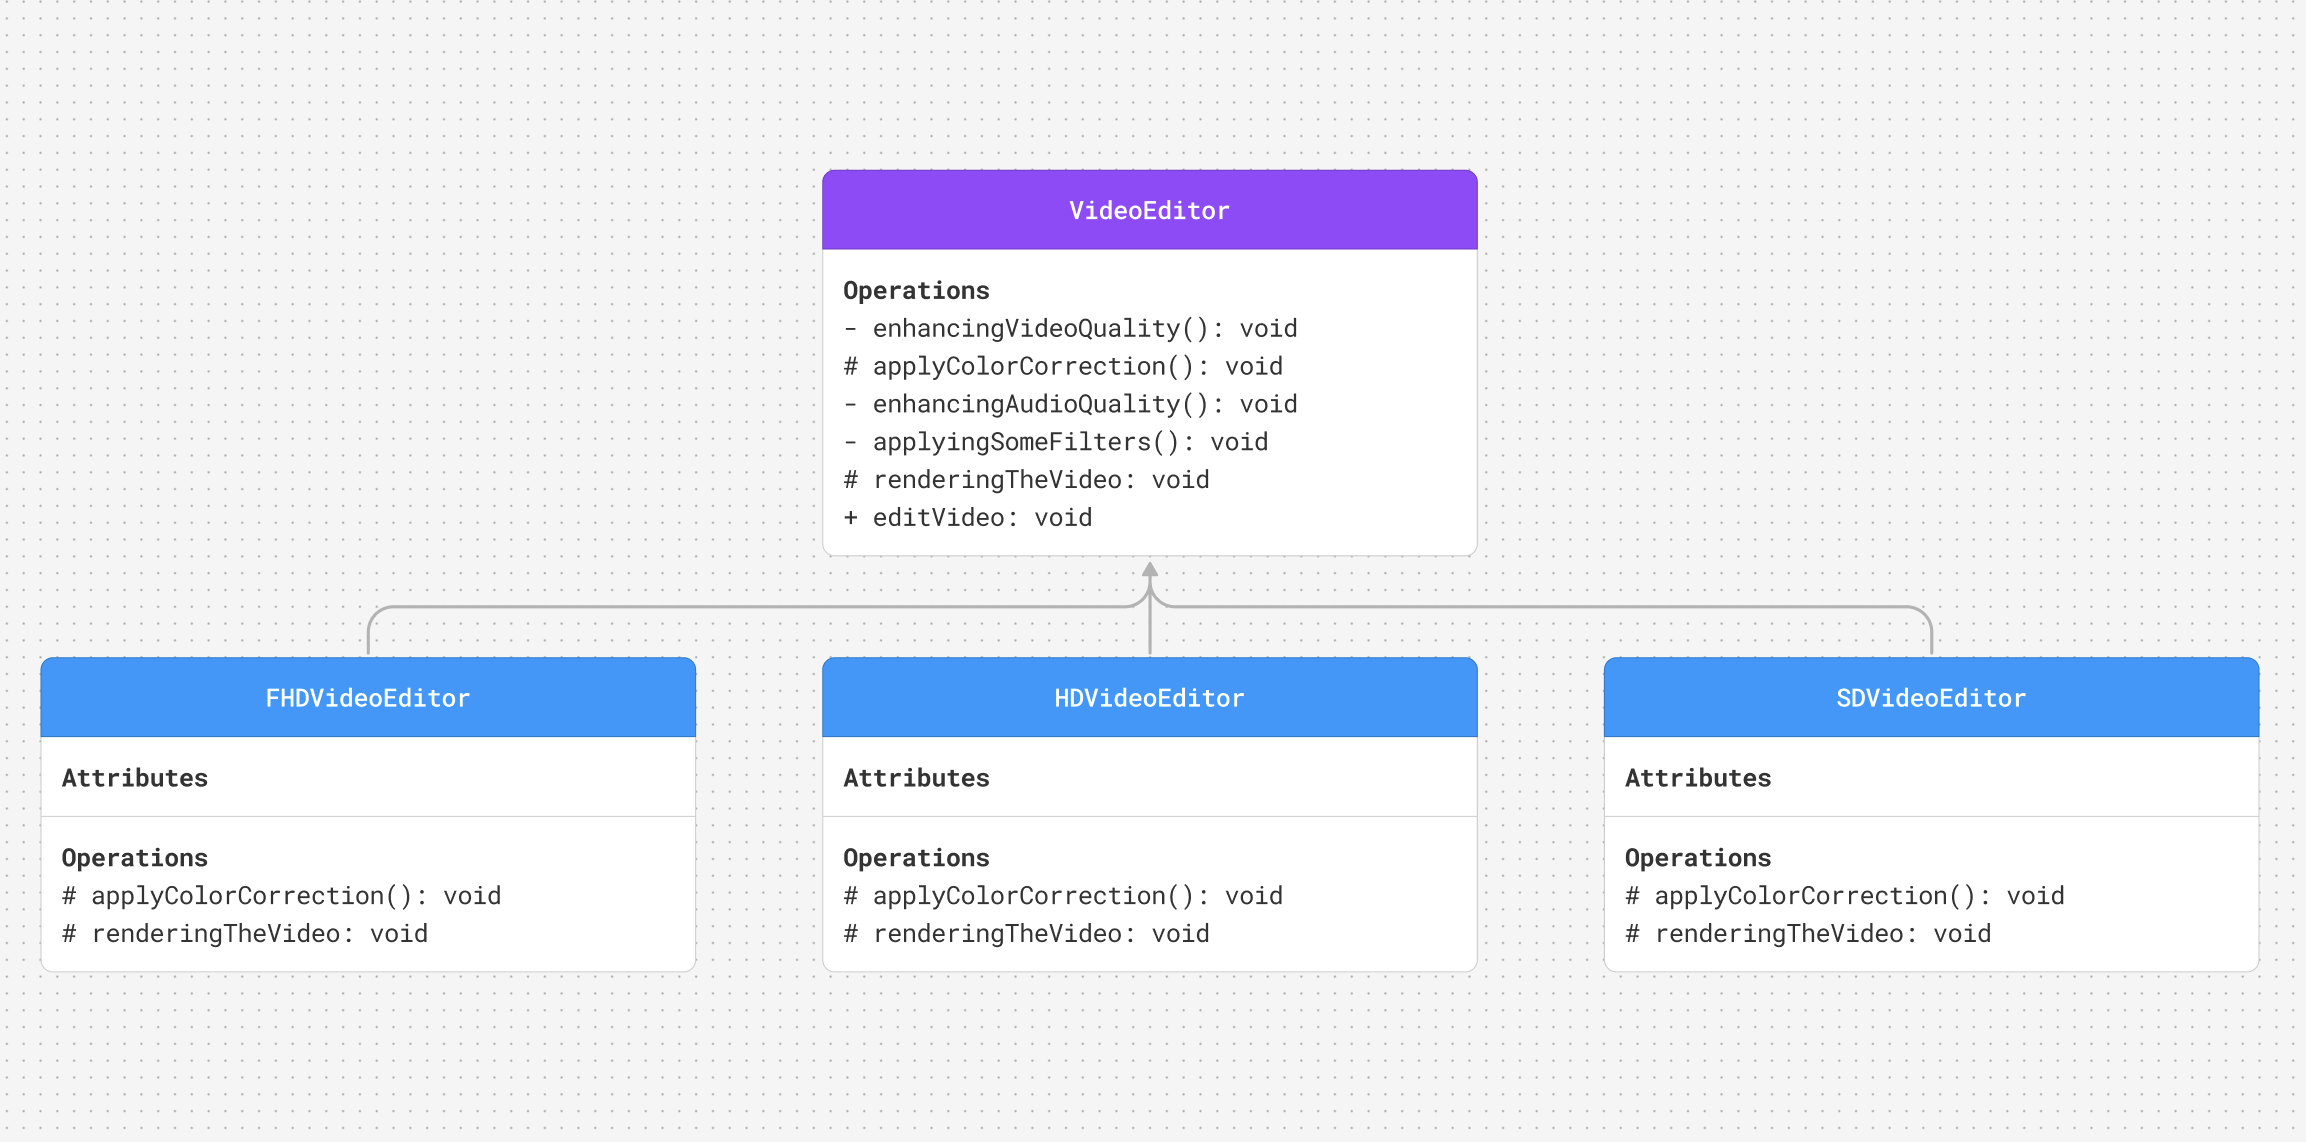 VideoEditor
Operations
- enhancingVideoQuality(): void
# applyColorCorrection(): void
- enhancingAudioQuality(): void
- applyingSomeFilters(): void
# renderingTheVideo: void
+ editVideo: void
FHDVideoEditor
Attributes
Operations
# applyColorCorrection(): void
# renderingTheVideo: void
HDVideoEditor
Attributes
Operations
# applyColorCorrection(): void
# renderingTheVideo: void
SDVideoEditor
Attributes
Operations
# applyColorCorrection(): void
# renderingTheVideo: void